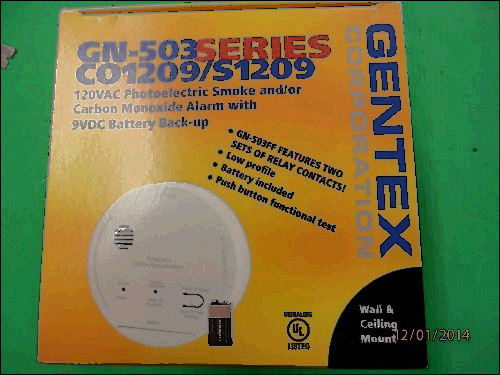 GN-503 SERIES
CO1209/S1209
120VAC Photoelectric Smoke and/or
Carbon Monoxide Alarm with
9VDC Battery Back-up
• GN-503FF FEATURES TWO
SETS OF RELAY CONTACTS!
• Low profile
• Battery included
• Push button functional test
GENTEX
CORPORATION
UL
LISTED
Wall &
Ceiling
Mount
12/01/2014